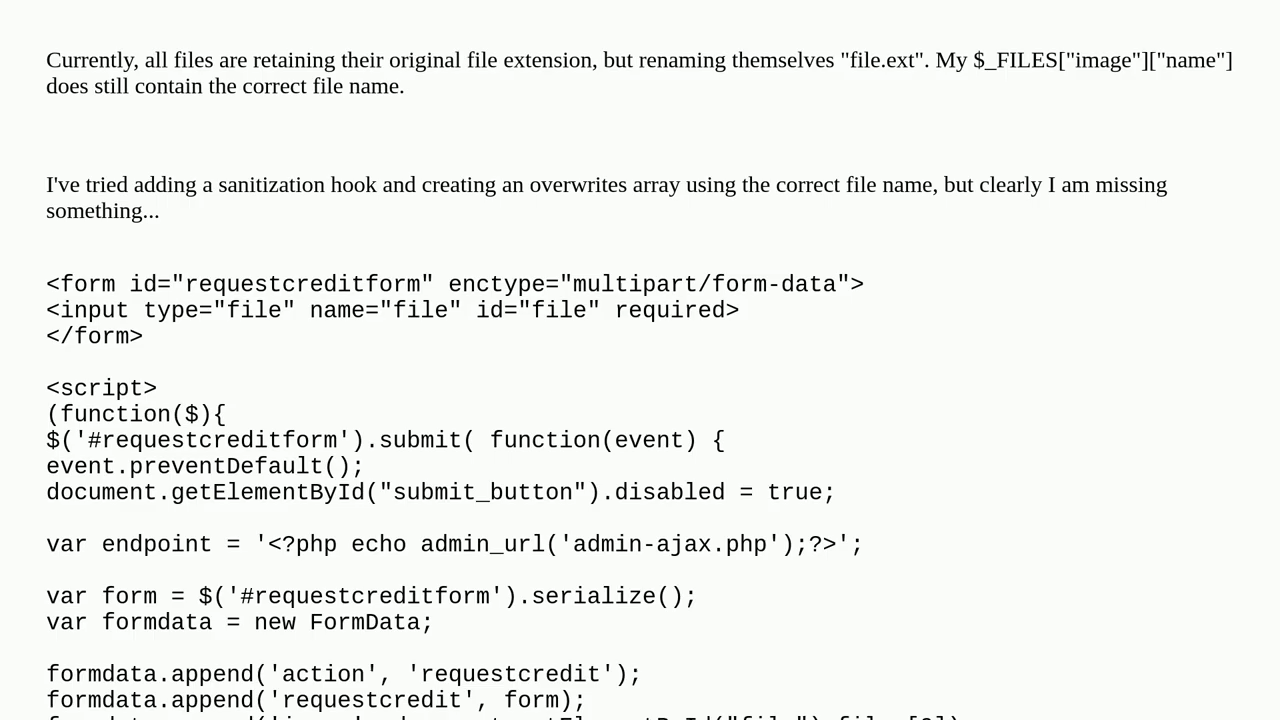 Currently, all files are retaining their original file extension, but renaming themselves "file.ext". My $_FILES["image"]["name"]
does still contain the correct file name.
I've tried adding a sanitization hook and creating an overwrites array using the correct file name, but clearly I am missing
something...
<form id="requestcreditform" enctype="multipart/form-data">
<input type="file" name="file" id="file" required>
</form>
<script>
(function($){
$('#requestcreditform').submit( function(event) {
event.preventDefault();
document.getElementById("submit_button").disabled = true;
var endpoint = '<?php echo admin_url('admin-ajax.php');?>';
var form = $('#requestcreditform').serialize();
var formdata = new FormData;
formdata.append('action', 'requestcredit');
formdata.append('requestcredit', form);